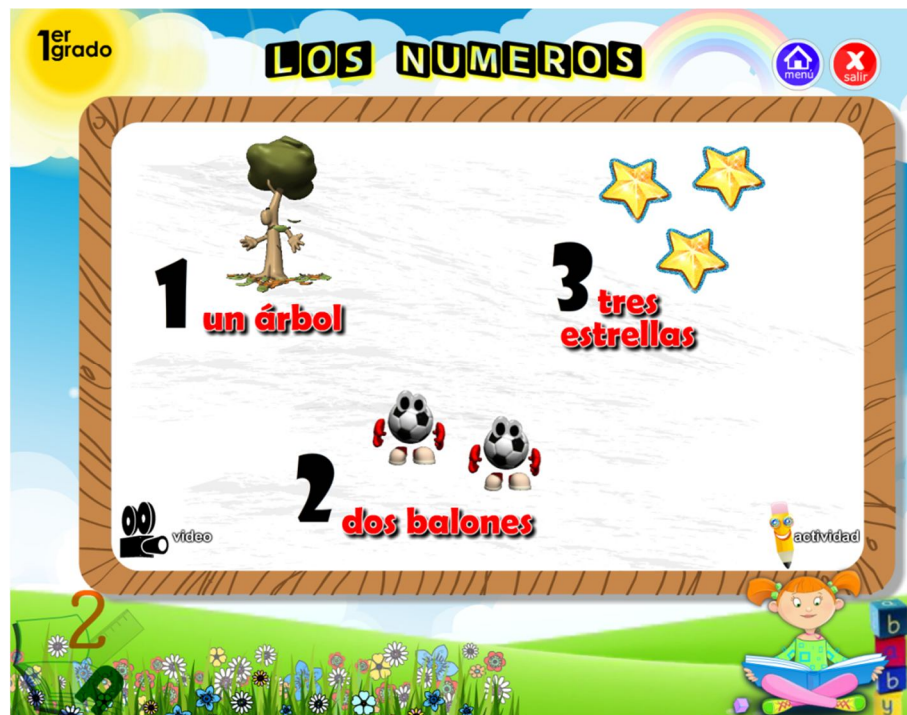 1er
grado
LOS NUMEROS
menú
salir
1
un árbol
3
tres
estrellas
2
dos balones
video
actividad
2
b
b
y